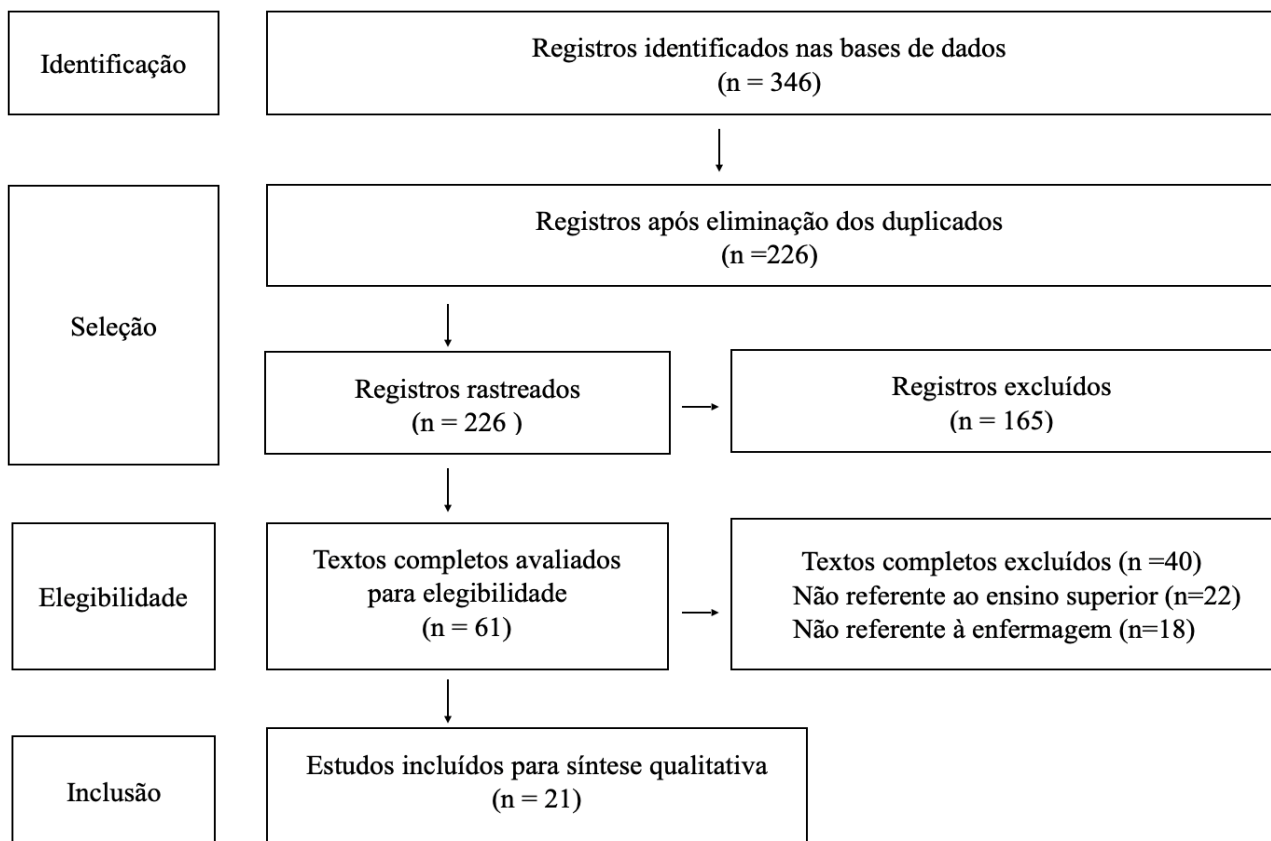 Identificação
Registros identificados nas bases de dados
(n = 346)
Seleção
Registros após eliminação dos duplicados
(n =226)
Registros rastreados
(n = 226 )
Registros excluídos
(n = 165)
Elegibilidade
Textos completos avaliados
para elegibilidade
(n = 61)
Textos completos excluídos (n =40)
Não referente ao ensino superior (n=22)
Não referente à enfermagem (n=18)
Inclusão
Estudos incluídos para síntese qualitativa
(n = 21)